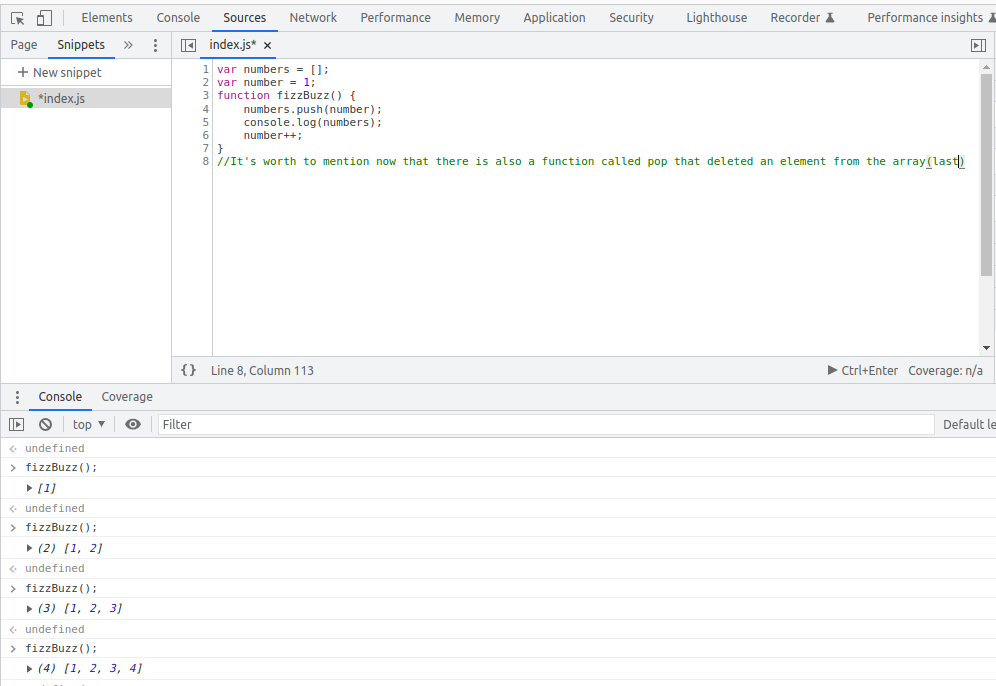 Elements Console Sources Network Performance Memory Application Security Lighthouse Recorder Performance insights
Page Snippets » index.js* ×
+ New snippet
*index.js
1 var numbers = [];
2 var number = 1;
3 function fizzBuzz() {
4 numbers.push(number);
5 console.log(numbers);
6 number++;
7 }
8 //It's worth to mention now that there is also a function called pop that deleted an element from the array(last)
{} Line 8, Column 113 Ctrl+Enter Coverage: n/a
Console Coverage
top Filter Default le
undefined
fizzBuzz();
[1]
undefined
fizzBuzz();
(2) [1, 2]
undefined
fizzBuzz();
(3) [1, 2, 3]
undefined
fizzBuzz();
(4) [1, 2, 3, 4]